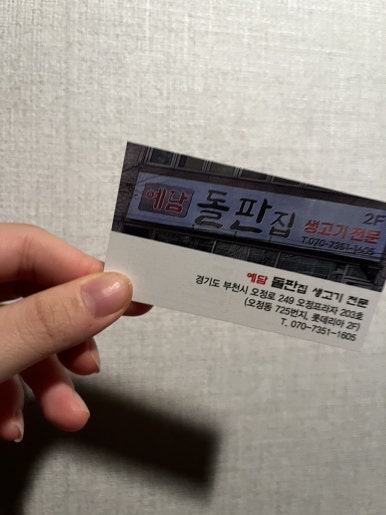 예담 돌판집 생고기 전문 2F
T.070-7351-1605
예담 돌판집 생고기 전문
경기도 부천시 오정로 249 오정프라자 203호
(오정동 725번지, 롯데리아 2F)
T. 070-7351-1605